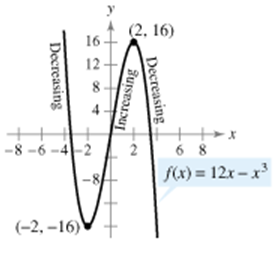 y
(2, 16)
16
12
8
4
Decreasing
Increasing
Decreasing
x
-8 -6 -4 -2 2 6 8
-8
f(x) = 12x – x³
(-2, -16)